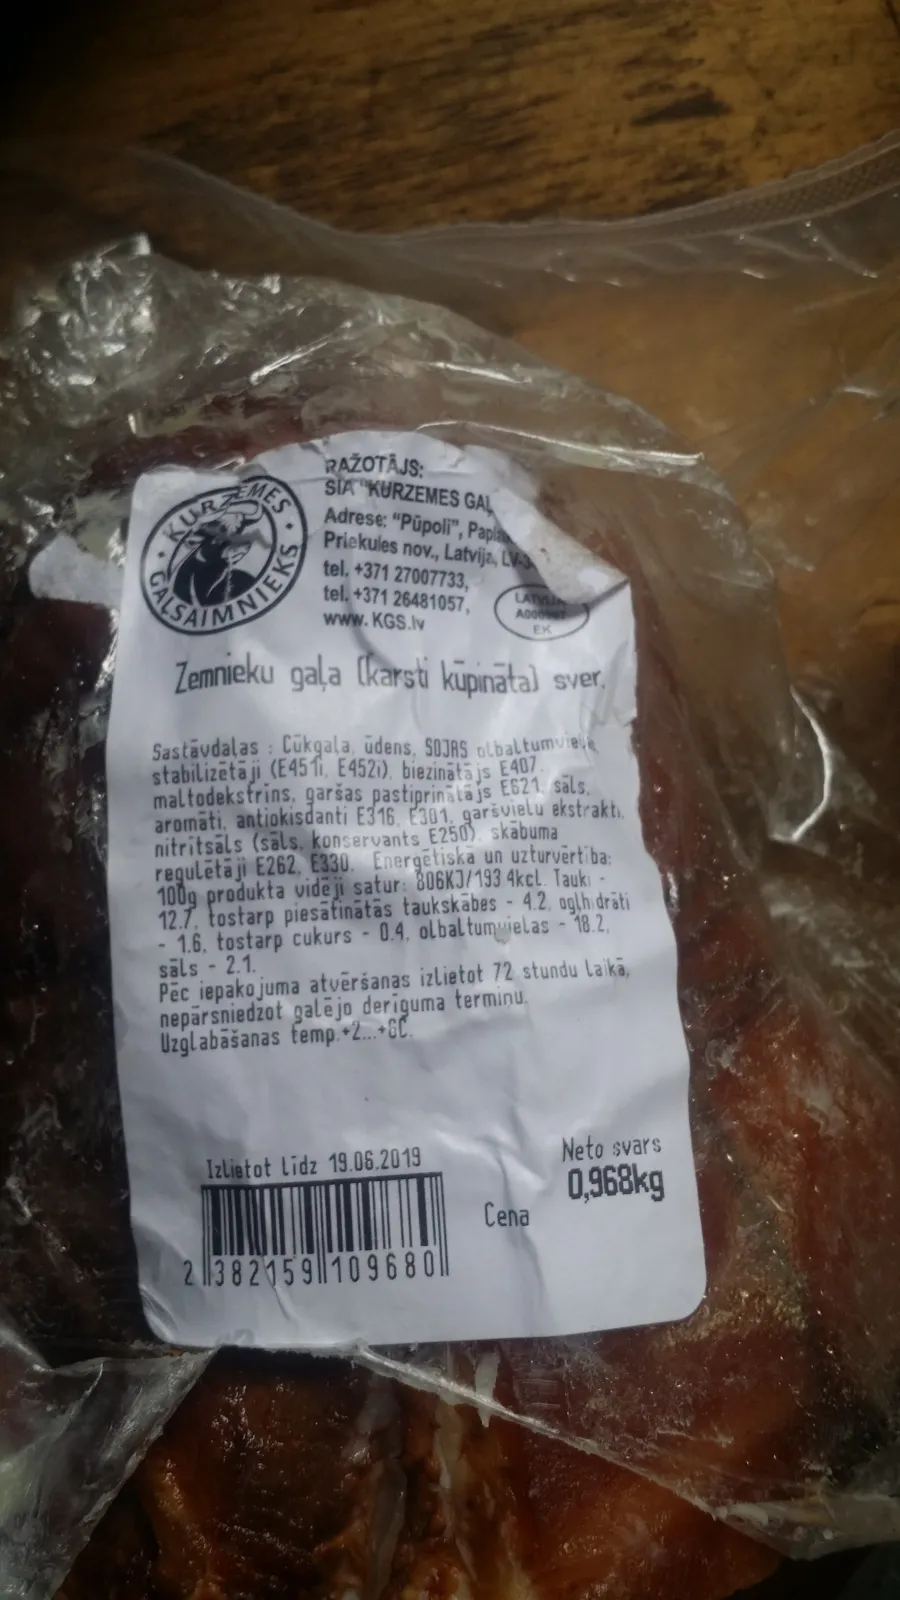 KURZEMES
GAĻSAIMNIEKS
RAŽOTĀJS:
SIA "KURZEMES GAĻ
Adrese: "Pūpoli",
Priekules nov., Latvija, LV-3
tel. +371 27007733,
tel. +371 26481057,
www. KGS.lv
LATVIJA
EK
Zemnieku gaļa (karsti kūpināta) sver.
Sastāvdaļas : Cūkgaļa, ūdens, SOJAS
stabilizētāji (E451i, E452i), biezinātājs E407,
maltodekstrīns, garšas pastiprinātājs E621, sāls,
aromāti, antioksidanti E316, E301, garšvielu ekstrakti,
nitrītsāls (sāls, konservants E250), skābuma
regulētāji E262, E330. Enerģētiskā un uzturvērtība:
100g produkta vidēji satur: 806KJ/193.4kcl. Tauki -
12.7, tostarp piesātinātās taukskābes - 4.2, ogļhidrāti
- 1.6, tostarp cukurs - 0.4, olbaltumvielas - 18.2,
sāls - 2.1.
Pēc iepakojuma atvēršanas izlietot 72 stundu laikā,
nepārsniedzot galējo derīguma termiņu.
Uzglabāšanas temp.+2...+6C.
Izlietot līdz 19.06.2019
Neto svars
0,968kg
Cena
2 382159 109680